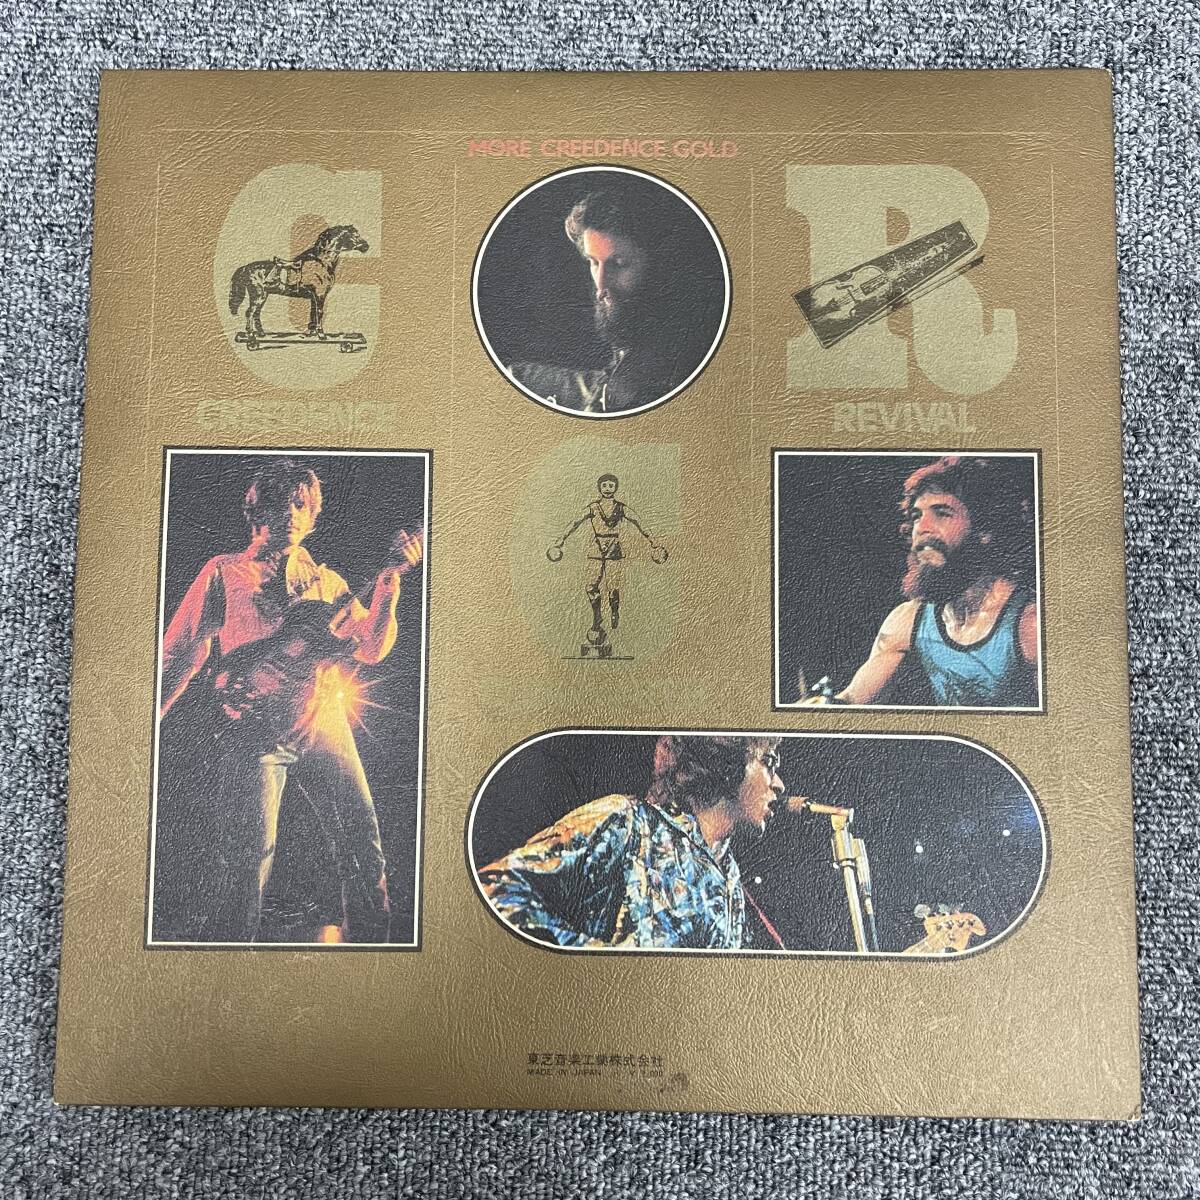 MORE CREEDENCE GOLD
C R
CREEDENCE REVIVAL
C
東芝音楽工業株式会社
MADE IN JAPAN